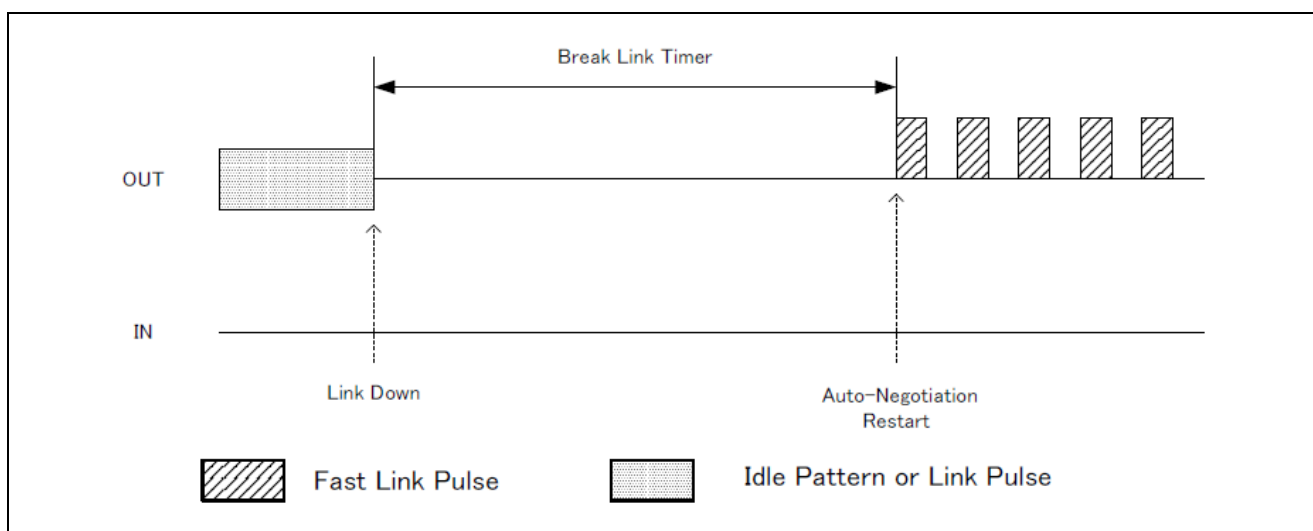 Break Link Timer
OUT
IN
Link Down
Auto-Negotiation
Restart
Fast Link Pulse
Idle Pattern or Link Pulse